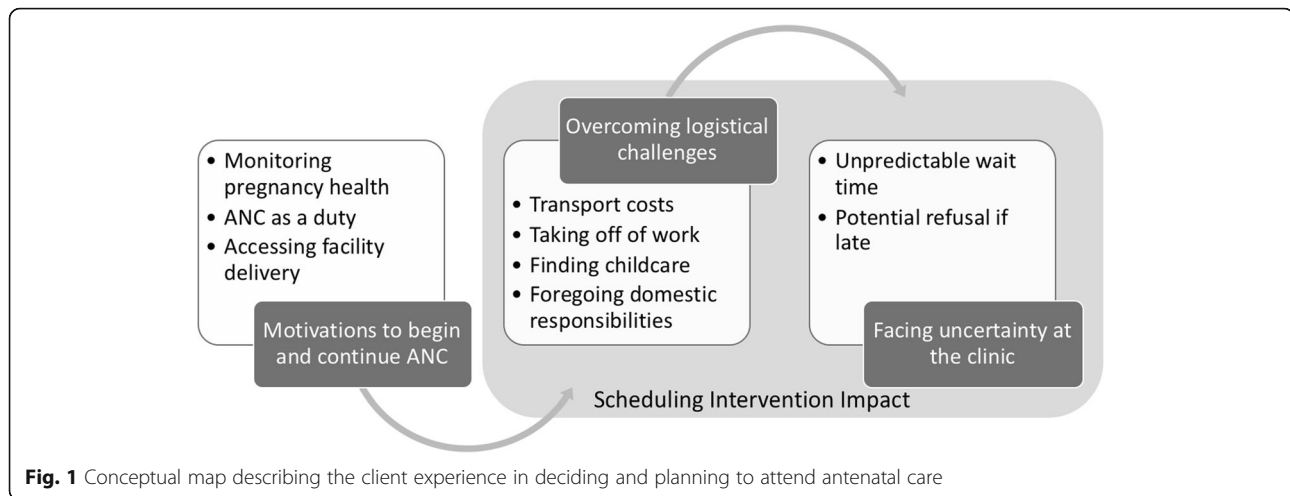 • Monitoring
pregnancy health
• ANC as a duty
• Accessing facility
delivery
Motivations to begin
and continue ANC
Overcoming logistical
challenges
• Transport costs
• Taking off of work
• Finding childcare
• Foregoing domestic
responsibilities
• Unpredictable wait
time
• Potential refusal if
late
Facing uncertainty at
the clinic
Scheduling Intervention Impact
Fig. 1 Conceptual map describing the client experience in deciding and planning to attend antenatal care